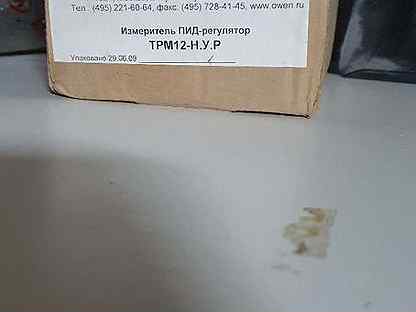 Тел.: (495) 221-60-64, факс: (495) 728-41-45, www.owen.ru
Измеритель ПИД-регулятор
ТРМ12-Н.У.Р
Упаковано 29.06.09